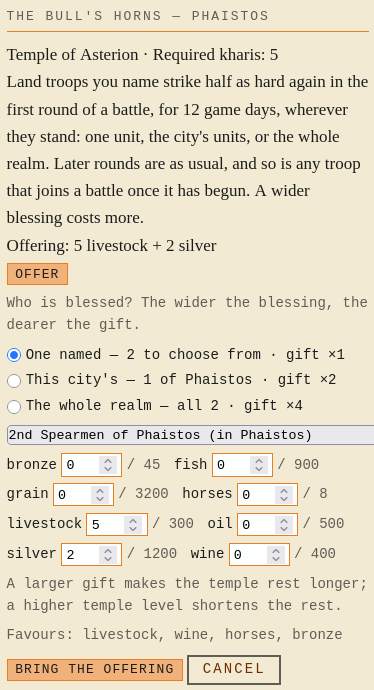 THE BULL'S HORNS — PHAISTOS
Temple of Asterion · Required kharis: 5
Land troops you name strike half as hard again in the
first round of a battle, for 12 game days, wherever
they stand: one unit, the city's units, or the whole
realm. Later rounds are as usual, and so is any troop
that joins a battle once it has begun. A wider
blessing costs more.
Offering: 5 livestock + 2 silver
OFFER
Who is blessed? The wider the blessing, the
dearer the gift.
One named — 2 to choose from · gift ×1
This city's — 1 of Phaistos · gift ×2
The whole realm — all 2 · gift ×4
2nd Spearmen of Phaistos (in Phaistos)
bronze 0 / 45 fish 0 / 900
grain 0 / 3200 horses 0 / 8
livestock 5 / 300 oil 0 / 500
silver 2 / 1200 wine 0 / 400
A larger gift makes the temple rest longer;
a higher temple level shortens the rest.
Favours: livestock, wine, horses, bronze
BRING THE OFFERING CANCEL